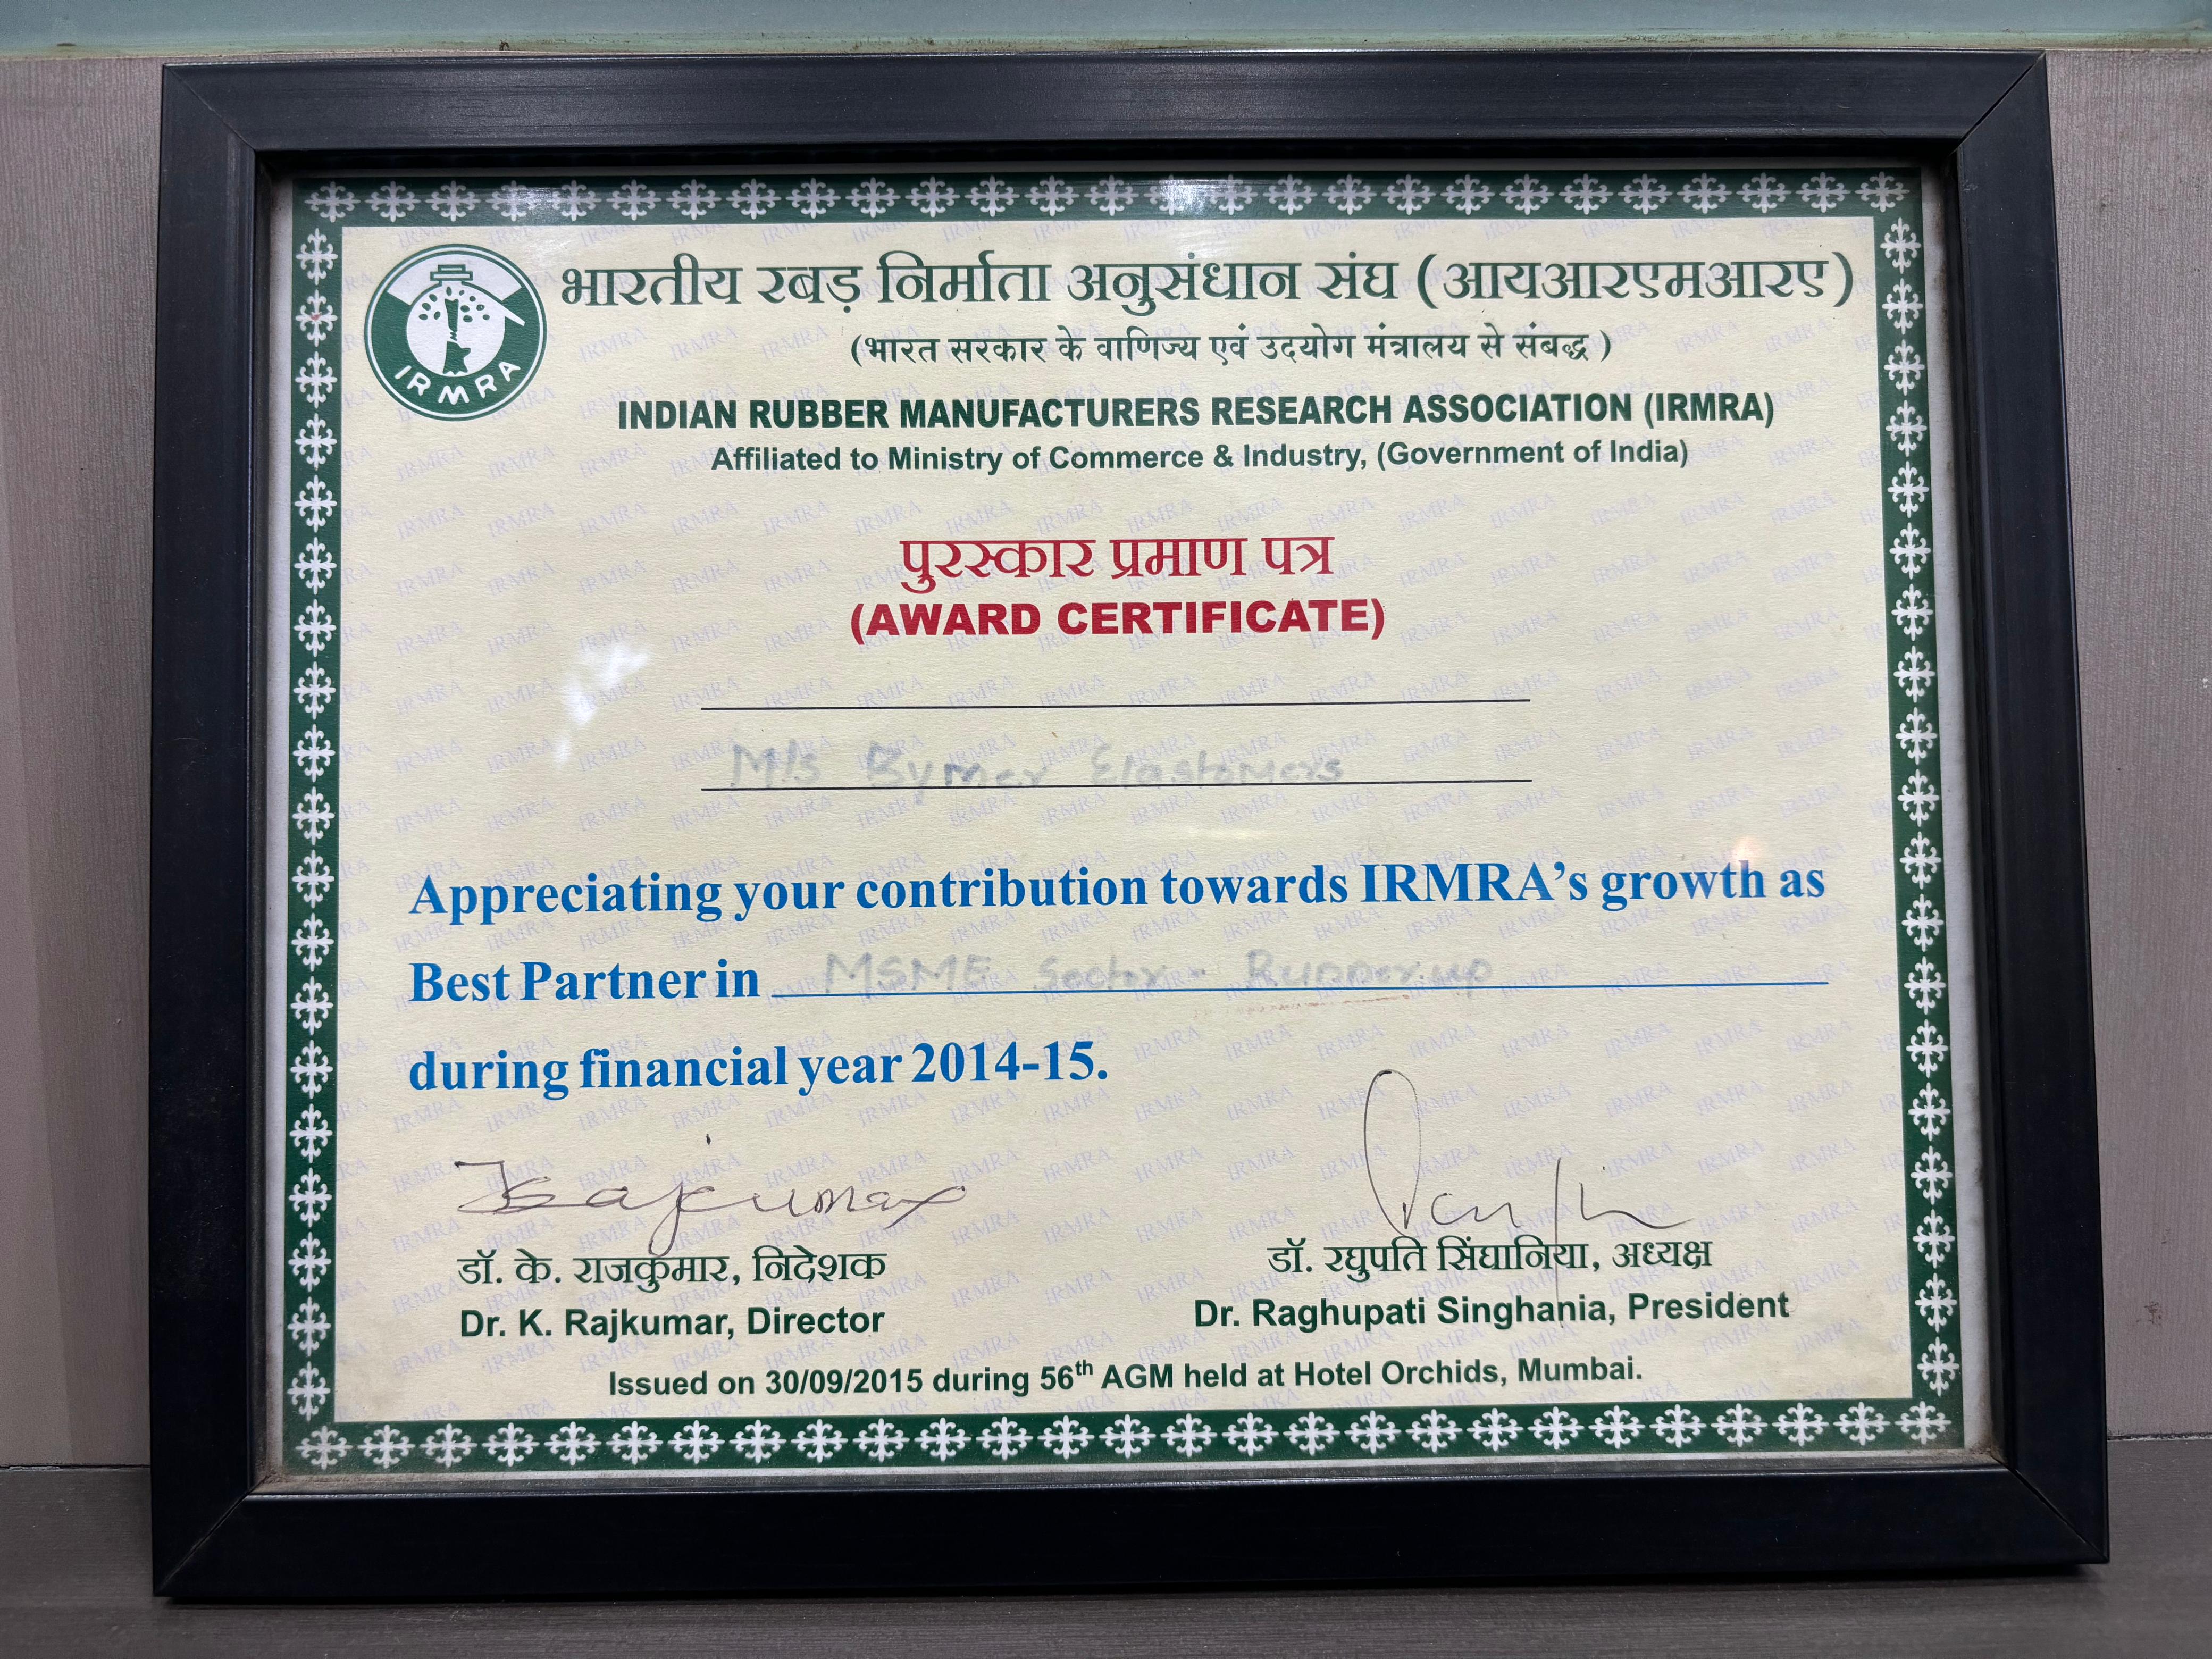 भारतीय रबड़ निर्माता अनुसंधान संघ (आयआरएमआरए)
(भारत सरकार के वाणिज्य एवं उदयोग मंत्रालय से संबद्ध )
IRMRA
INDIAN RUBBER MANUFACTURERS RESEARCH ASSOCIATION (IRMRA)
Affiliated to Ministry of Commerce & Industry, (Government of India)
पुरस्कार प्रमाण पत्र
(AWARD CERTIFICATE)
M/s Bymer Elastomers
Appreciating your contribution towards IRMRA's growth as
Best Partner in MSME Sector - Runner up
during financial year 2014-15.
Rajkumar
डॉ. के. राजकुमार, निदेशक
Dr. K. Rajkumar, Director
डॉ. रघुपति सिंघानिया, अध्यक्ष
Dr. Raghupati Singhania, President
Issued on 30/09/2015 during 56th AGM held at Hotel Orchids, Mumbai.